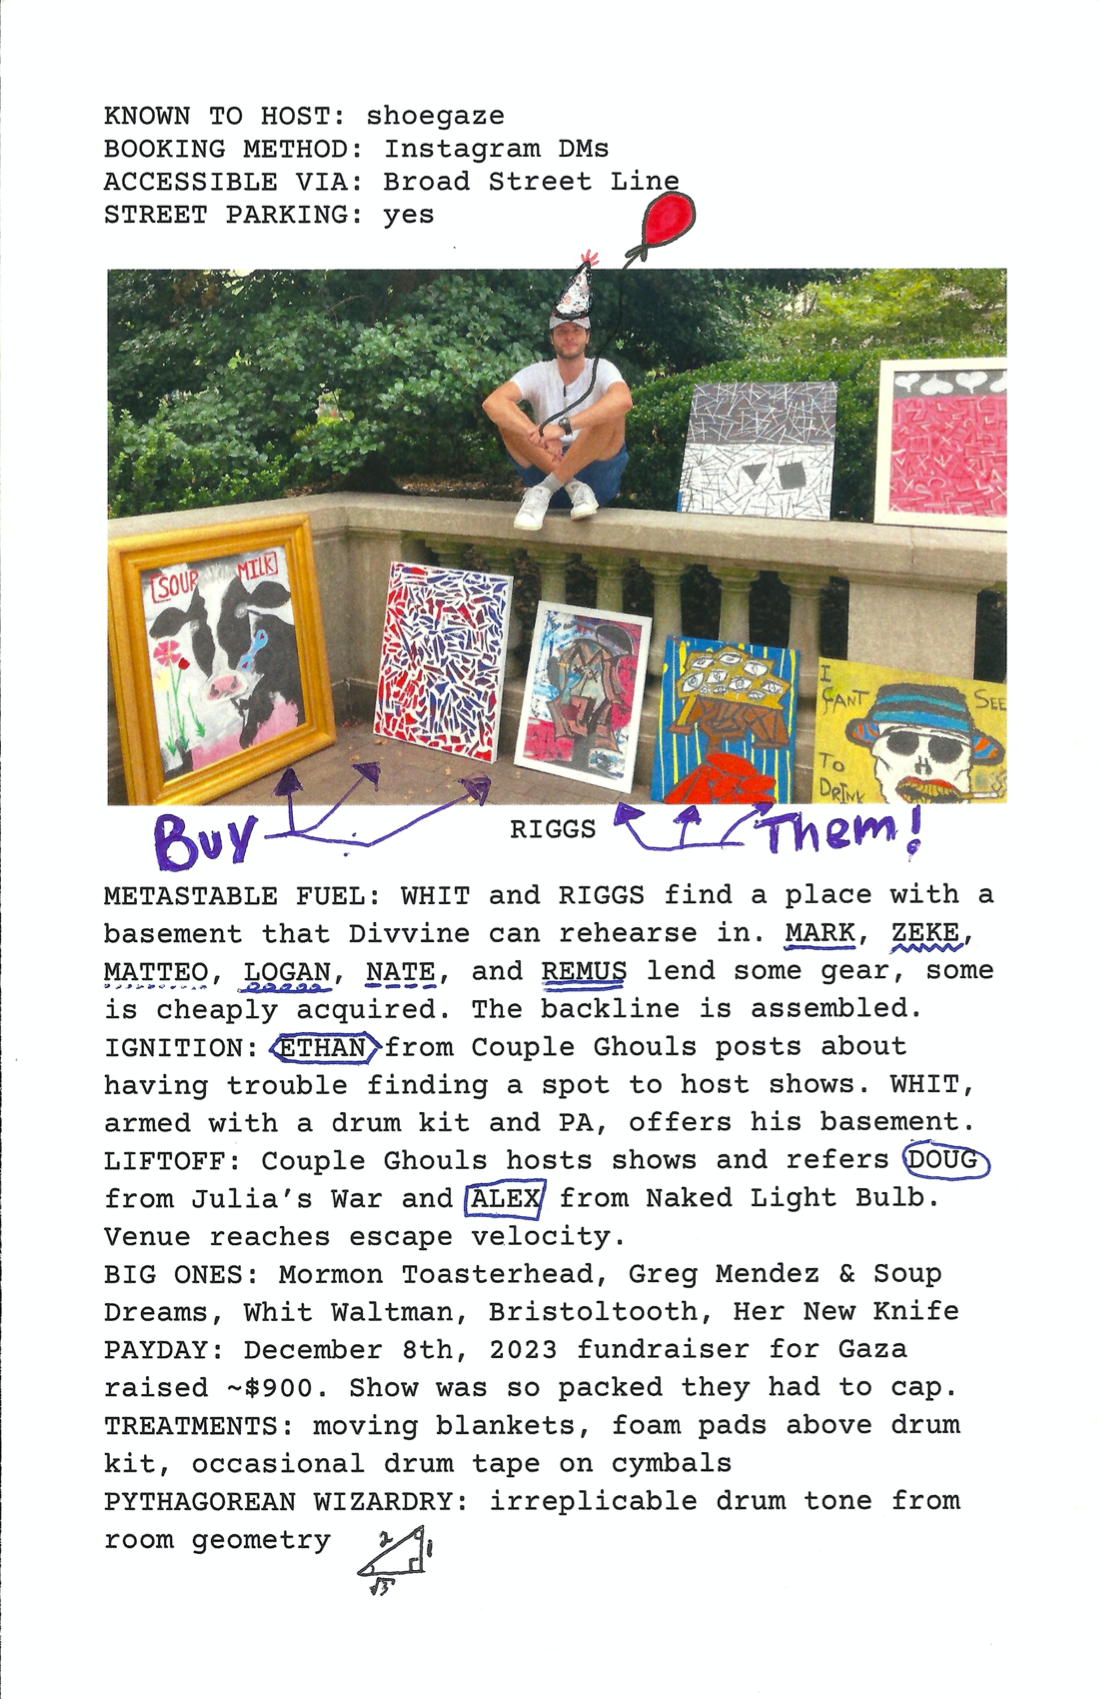 KNOWN TO HOST: shoegaze
BOOKING METHOD: Instagram DMs
ACCESSIBLE VIA: Broad Street Line
STREET PARKING: yes
[SOUR MILK]
I CANT SEE
TO
DRINK
Buy RIGGS Them!
METASTABLE FUEL: WHIT and RIGGS find a place with a
basement that Divvine can rehearse in. MARK, ZEKE,
MATTEO, LOGAN, NATE, and REMUS lend some gear, some
is cheaply acquired. The backline is assembled.
IGNITION: ETHAN from Couple Ghouls posts about
having trouble finding a spot to host shows. WHIT,
armed with a drum kit and PA, offers his basement.
LIFTOFF: Couple Ghouls hosts shows and refers DOUG
from Julia’s War and ALEX from Naked Light Bulb.
Venue reaches escape velocity.
BIG ONES: Mormon Toasterhead, Greg Mendez & Soup
Dreams, Whit Waltman, Bristoltooth, Her New Knife
PAYDAY: December 8th, 2023 fundraiser for Gaza
raised ~$900. Show was so packed they had to cap.
TREATMENTS: moving blankets, foam pads above drum
kit, occasional drum tape on cymbals
PYTHAGOREAN WIZARDRY: irreplicable drum tone from
room geometry
2 1
√3